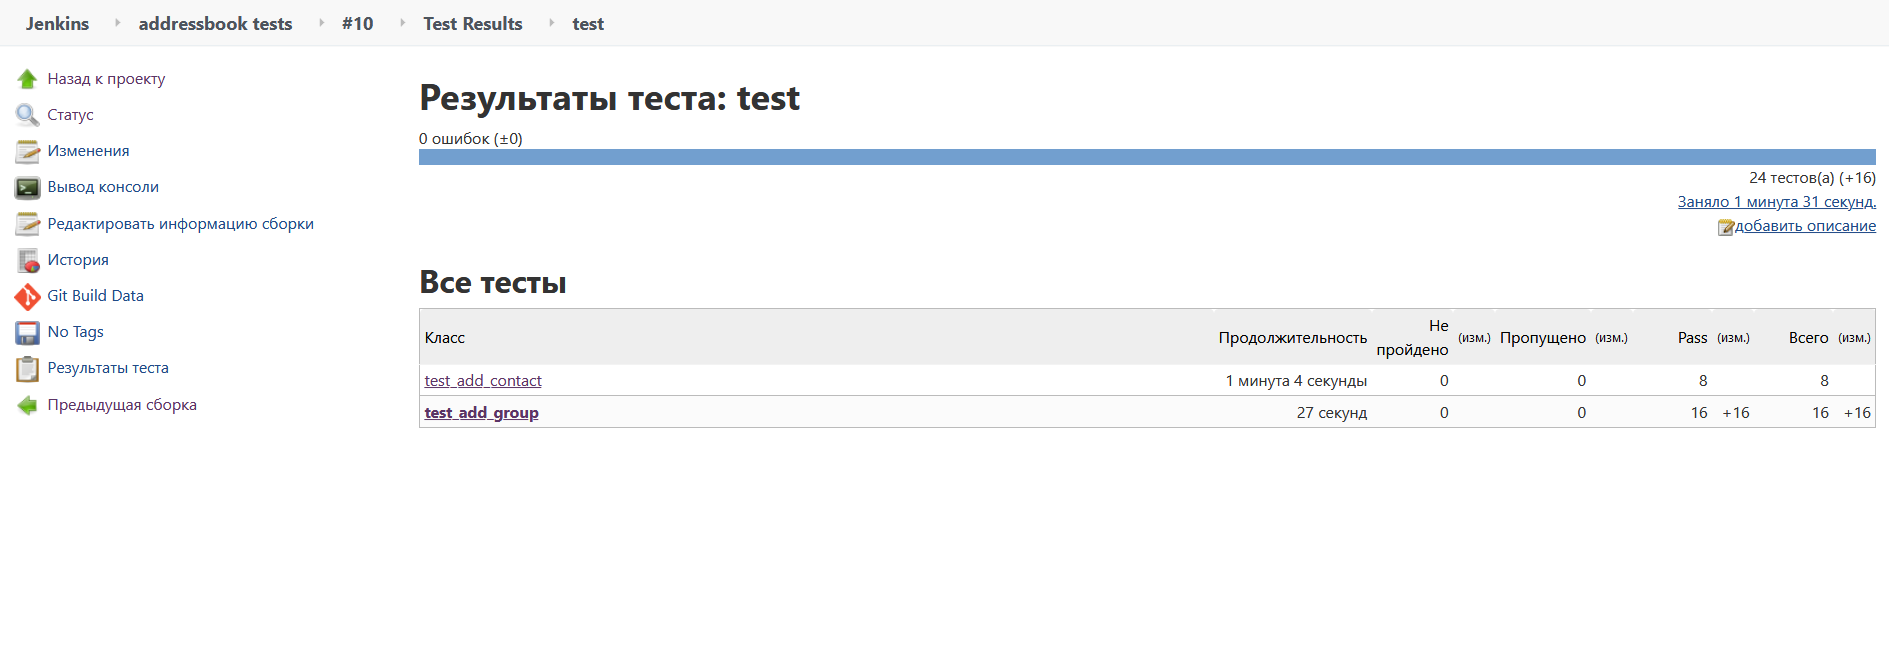 Jenkins addressbook tests #10 Test Results test
Назад к проекту
Статус
Изменения
Вывод консоли
Редактировать информацию сборки
История
Git Build Data
No Tags
Результаты теста
Предыдущая сборка
Результаты теста: test
0 ошибок (±0)
24 тестов(а) (+16)
Заняло 1 минута 31 секунд.
добавить описание
Все тесты
Класс Продолжительность Не пройдено (изм.) Пропущено (изм.) Pass (изм.) Всего (изм.)
test_add_contact 1 минута 4 секунды 0 0 8 8
test_add_group 27 секунд 0 0 16 +16 16 +16